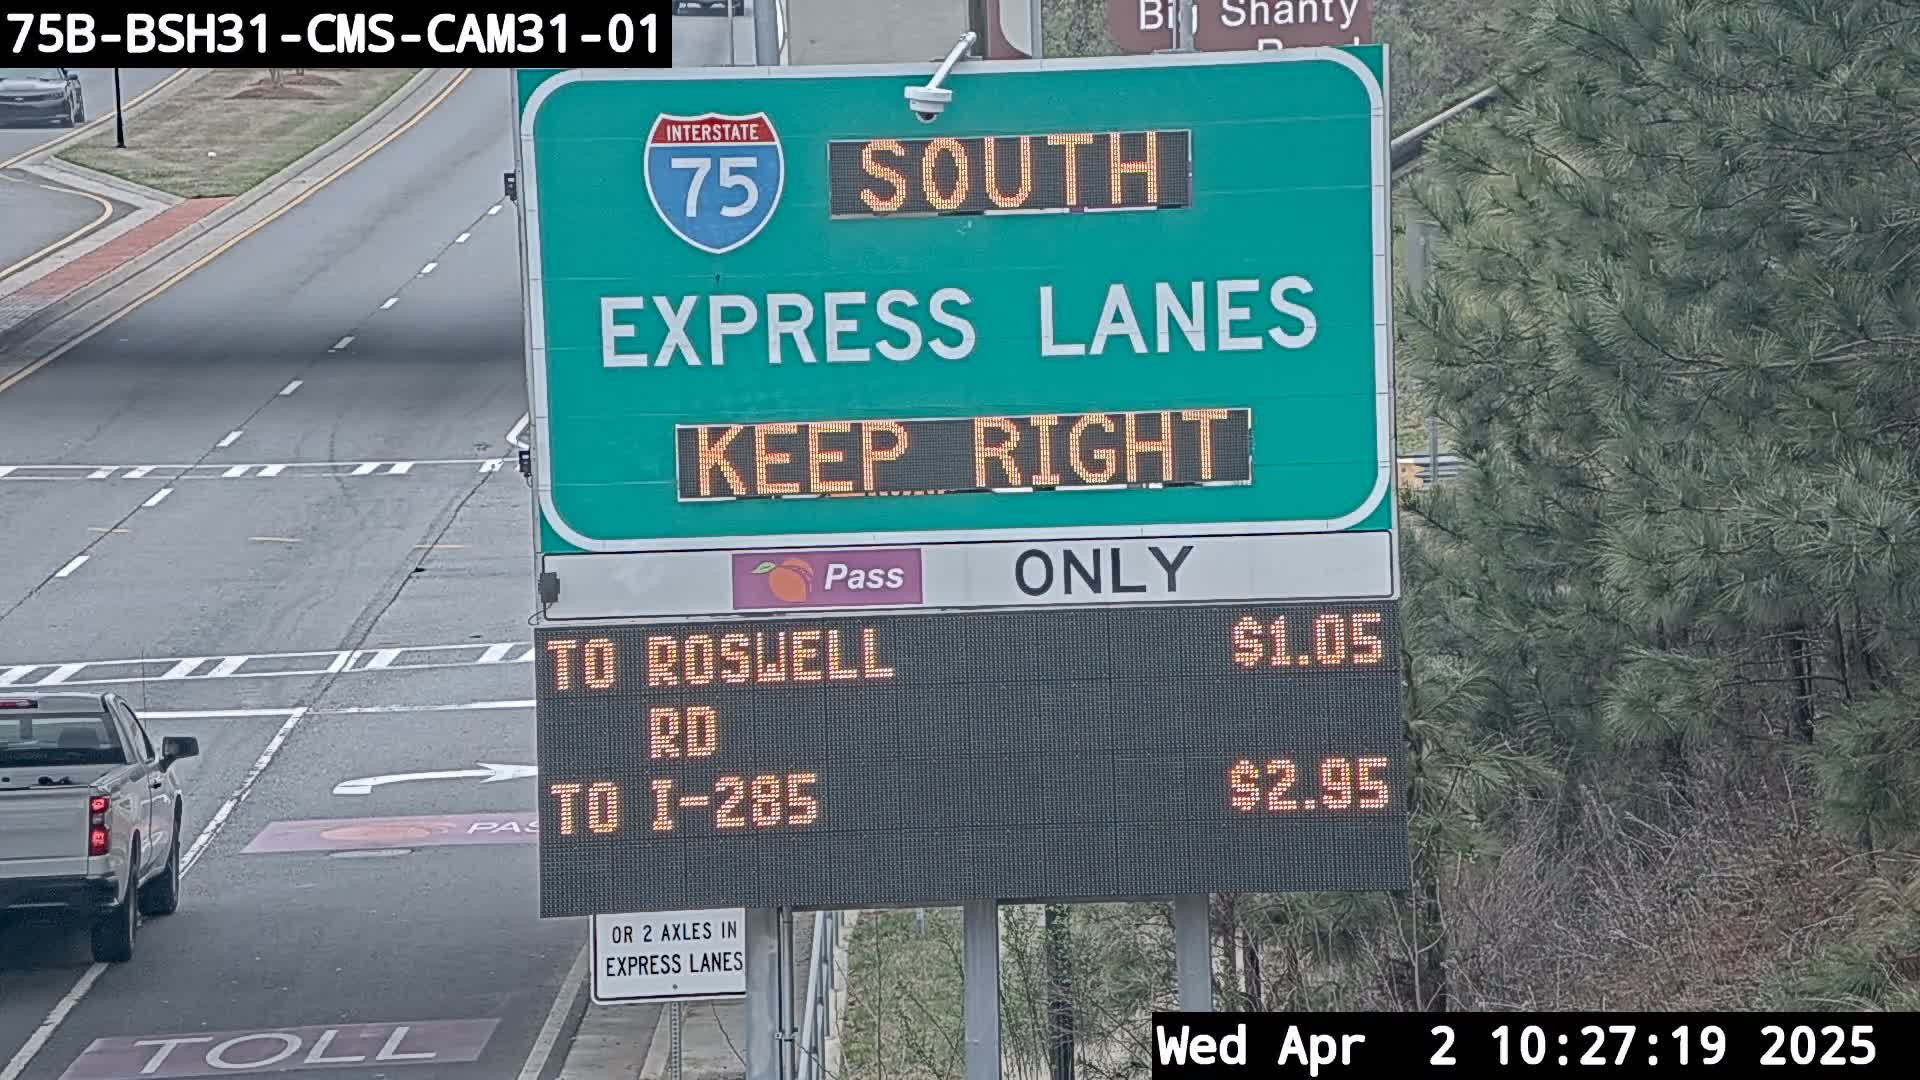 75B-BSH31-CMS-CAM31-01
Big Shanty
INTERSTATE
75
SOUTH
EXPRESS LANES
KEEP RIGHT
Pass ONLY
TO ROSWELL $1.05
RD
TO I-285 $2.95
OR 2 AXLES IN
EXPRESS LANES
TOLL
Wed Apr 2 10:27:19 2025